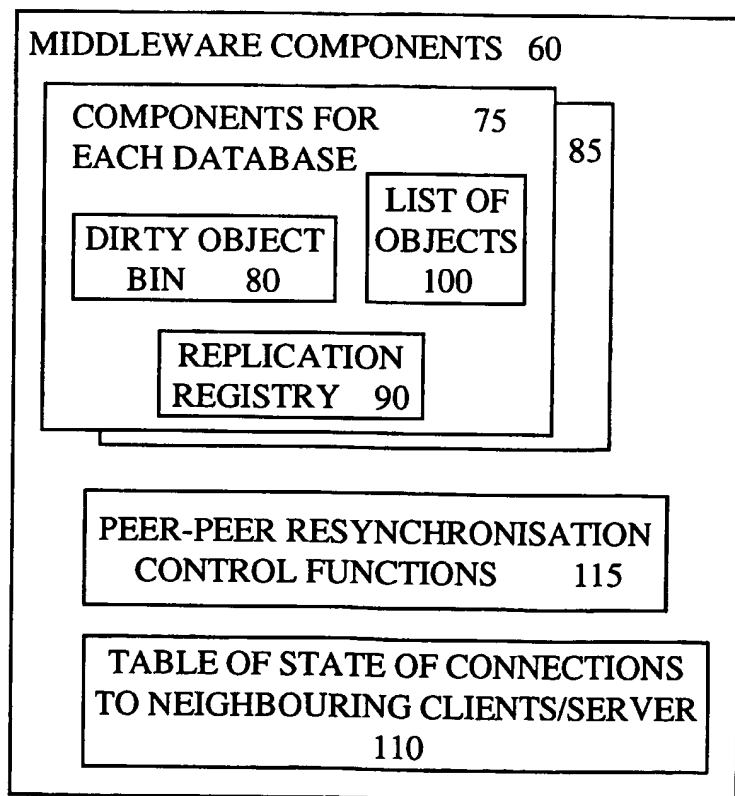 MIDDLEWARE COMPONENTS 60
COMPONENTS FOR 75
EACH DATABASE
85
LIST OF
OBJECTS
100
DIRTY OBJECT
BIN 80
REPLICATION
REGISTRY 90
PEER-PEER RESYNCHRONISATION
CONTROL FUNCTIONS 115
TABLE OF STATE OF CONNECTIONS
TO NEIGHBOURING CLIENTS/SERVER
110